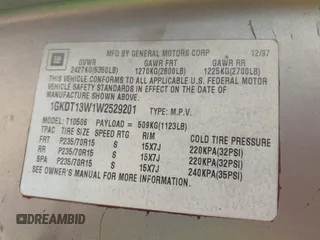 GM
MFD BY GENERAL MOTORS CORP 12/97
GVWR GAWR FRT GAWR RR
2427KG(5350LB) 1270KG(2800LB) 1225KG(2700LB)
THIS VEHICLE CONFORMS TO ALL APPLICABLE U.S. FEDERAL MOTOR
VEHICLE SAFETY STANDARDS IN EFFECT ON THE DATE OF
MANUFACTURE SHOWN ABOVE.
1GKDT13W1W2529201 TYPE: M.P.V.
MODEL: T10506 PAYLOAD = 509KG(1123LB)
TIRE SIZE SPEED RTG RIM COLD TIRE PRESSURE
FRT P235/70R15 S 15X7J 220KPA(32PSI)
RR P235/70R15 S 15X7J 220KPA(32PSI)
SPA P235/70R15 S 15X7J 240KPA(35PSI)
SEE OWNER'S MANUAL FOR MORE INFORMATION.
DREAMBID